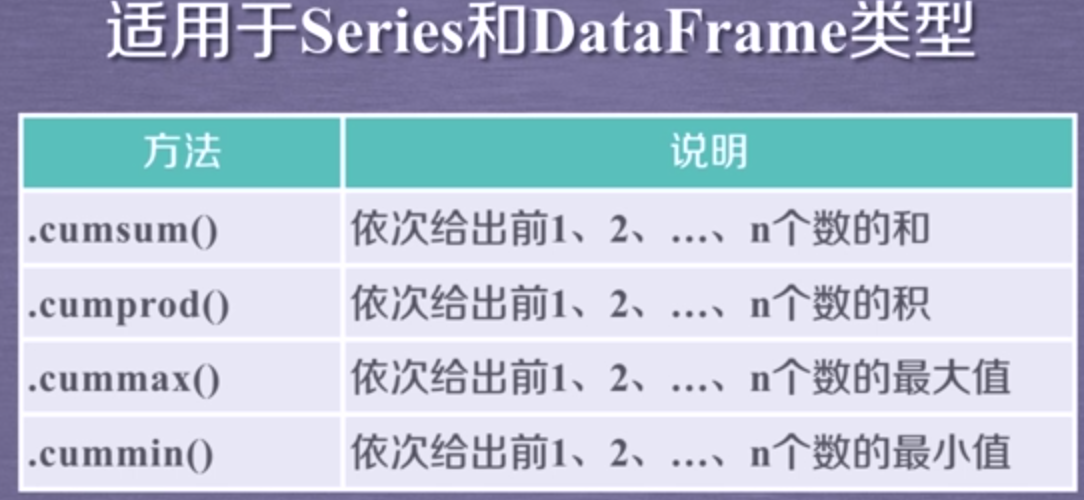 适用于Series和DataFrame类型
方法 说明
.cumsum() 依次给出前1、2、…、n个数的和
.cumprod() 依次给出前1、2、…、n个数的积
.cummax() 依次给出前1、2、…、n个数的最大值
.cummin() 依次给出前1、2、…、n个数的最小值